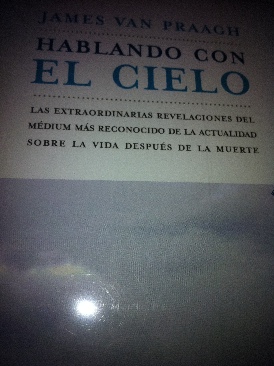 JAMES VAN PRAAGH
HABLANDO CON
EL CIELO
LAS EXTRAORDINARIAS REVELACIONES DEL
MÉDIUM MÁS RECONOCIDO DE LA ACTUALIDAD
SOBRE LA VIDA DESPUÉS DE LA MUERTE